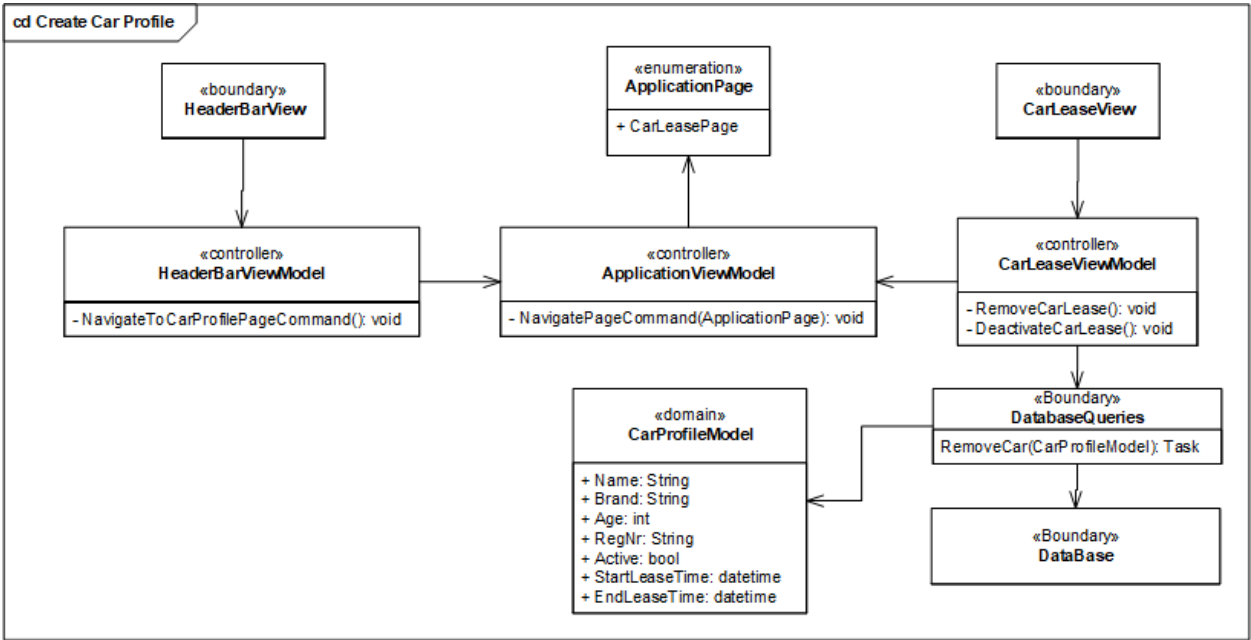 cd Create Car Profile
«boundary»
HeaderBarView
«enumeration»
ApplicationPage
+ CarLeasePage
«boundary»
CarLeaseView
«controller»
HeaderBarViewModel
- NavigateToCarProfilePageCommand(): void
«controller»
ApplicationViewModel
- NavigatePageCommand(ApplicationPage): void
«controller»
CarLeaseViewModel
- RemoveCarLease(): void
- DeactivateCarLease(): void
«domain»
CarProfileModel
+ Name: String
+ Brand: String
+ Age: int
+ RegNr: String
+ Active: bool
+ StartLeaseTime: datetime
+ EndLeaseTime: datetime
«Boundary»
DatabaseQueries
RemoveCar(CarProfileModel): Task
«Boundary»
DataBase